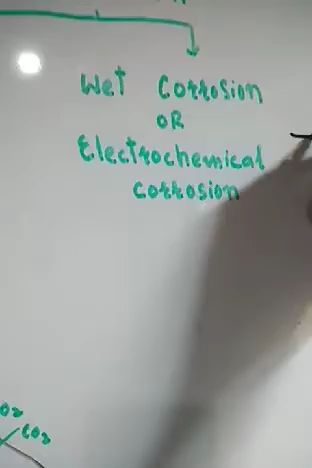 Wet Corrosion
OR
Electrochemical
corrosion
CO2